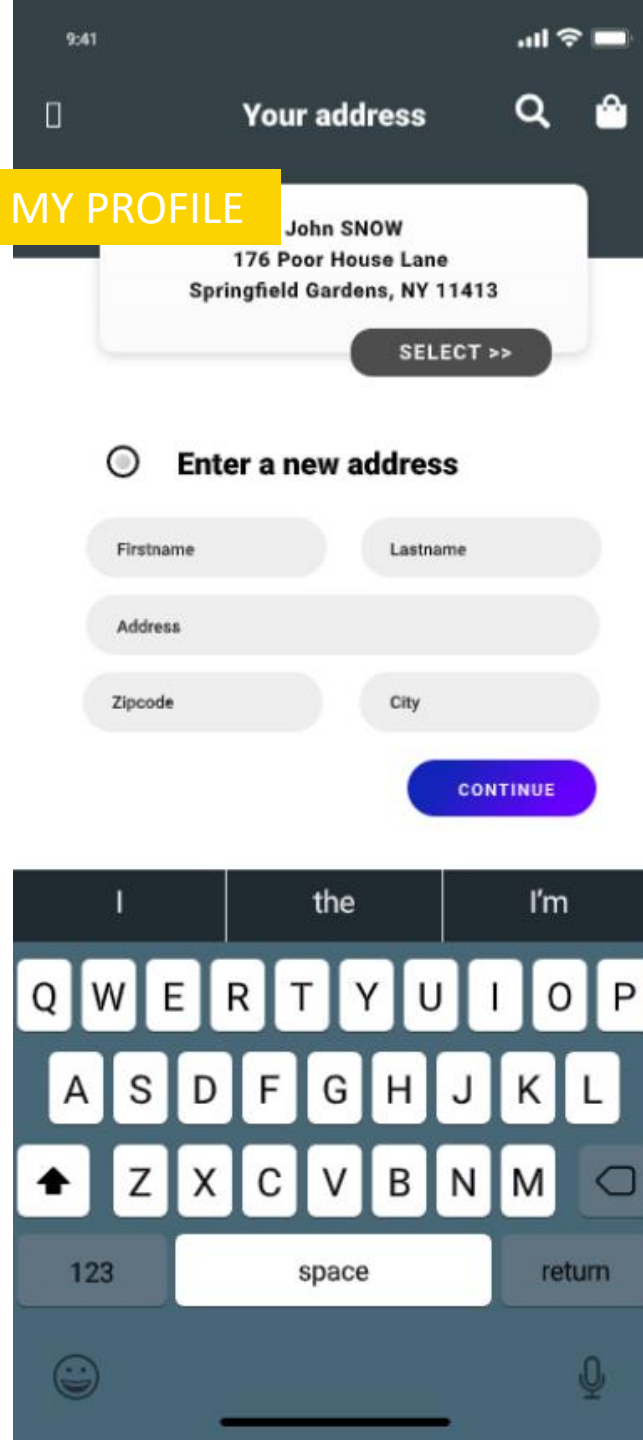 9:41
Your address
MY PROFILE
John SNOW
176 Poor House Lane
Springfield Gardens, NY 11413
SELECT >>
Enter a new address
Firstname Lastname
Address
Zipcode City
CONTINUE
I the I'm
Q W E R T Y U I O P
A S D F G H J K L
Z X C V B N M
123 space return